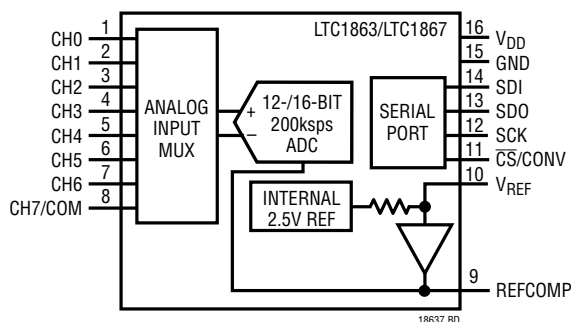 LTC1863/LTC1867
CH0 1
CH1 2
CH2 3
CH3 4
CH4 5
CH5 6
CH6 7
CH7/COM 8
ANALOG
INPUT
MUX
+
–
12-/16-BIT
200ksps
ADC
SERIAL
PORT
INTERNAL
2.5V REF
16 VDD
15 GND
14 SDI
13 SDO
12 SCK
11 C̅S̅/CONV
10 VREF
9 REFCOMP
18637 BD